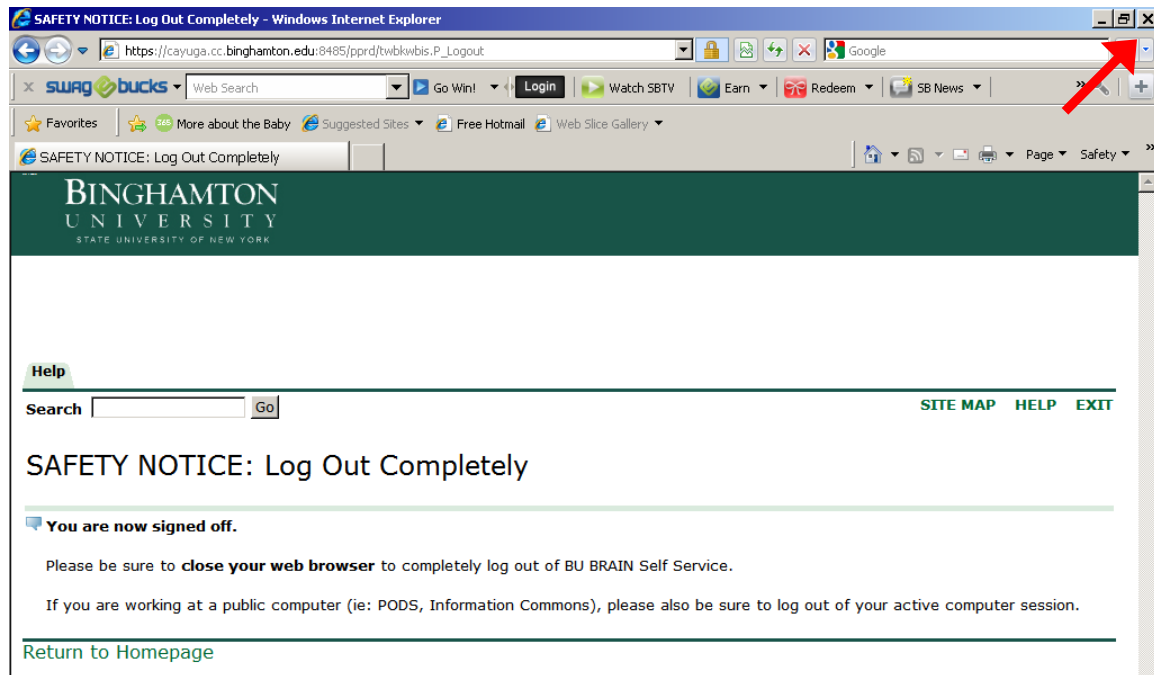 SAFETY NOTICE: Log Out Completely - Windows Internet Explorer
https://cayuga.cc.binghamton.edu:8485/pprd/twbkwbis.P_Logout Google
swagbucks Web Search Go Win! Login Watch SBTV Earn 365 Redeem SB News »
Favorites 365 More about the Baby Suggested Sites Free Hotmail Web Slice Gallery
SAFETY NOTICE: Log Out Completely Page Safety »
BINGHAMTON
UNIVERSITY
STATE UNIVERSITY OF NEW YORK
Help
Search Go SITE MAP HELP EXIT
SAFETY NOTICE: Log Out Completely
You are now signed off.
Please be sure to close your web browser to completely log out of BU BRAIN Self Service.
If you are working at a public computer (ie: PODS, Information Commons), please also be sure to log out of your active computer session.
Return to Homepage